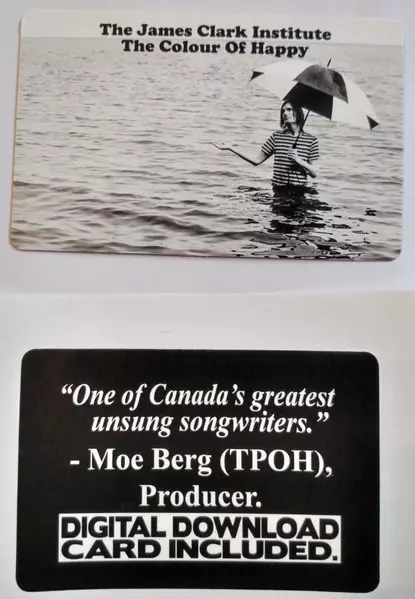 The James Clark Institute
The Colour Of Happy
“One of Canada’s greatest
unsung songwriters.”
- Moe Berg (TPOH),
Producer.
DIGITAL DOWNLOAD
CARD INCLUDED.